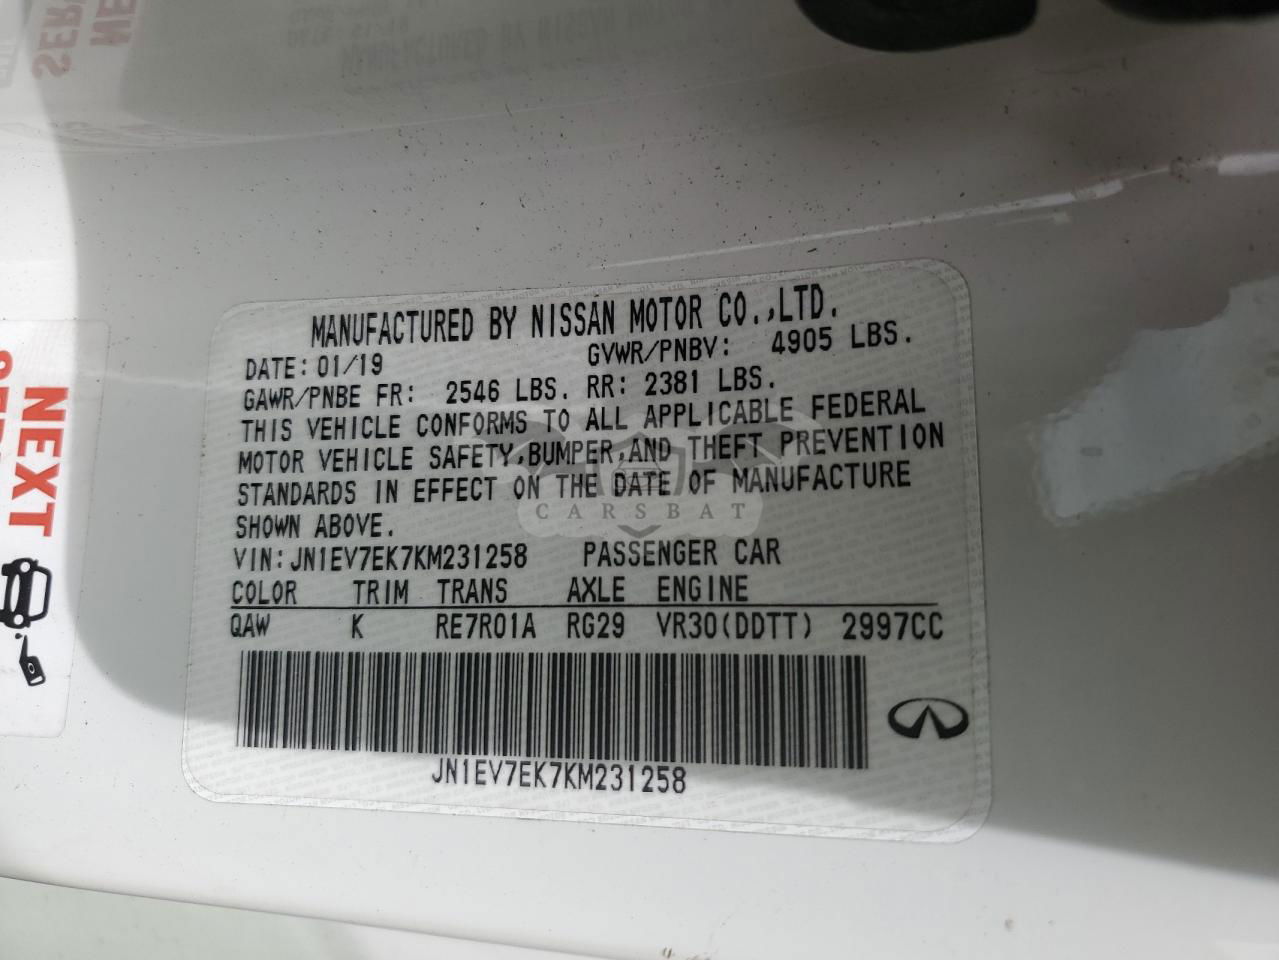 MANUFACTURED BY NISSAN MOTOR CO.,LTD.
DATE: 01/19 GVWR/PNBV: 4905 LBS.
GAWR/PNBE FR: 2546 LBS. RR: 2381 LBS.
THIS VEHICLE CONFORMS TO ALL APPLICABLE FEDERAL
MOTOR VEHICLE SAFETY,BUMPER,AND THEFT PREVENTION
STANDARDS IN EFFECT ON THE DATE OF MANUFACTURE
SHOWN ABOVE.
CARSBAT
VIN:JN1EV7EK7KM231258 PASSENGER CAR
COLOR TRIM TRANS AXLE ENGINE
QAW K RE7R01A RG29 VR30(DDTT) 2997CC
JN1EV7EK7KM231258
NEXT